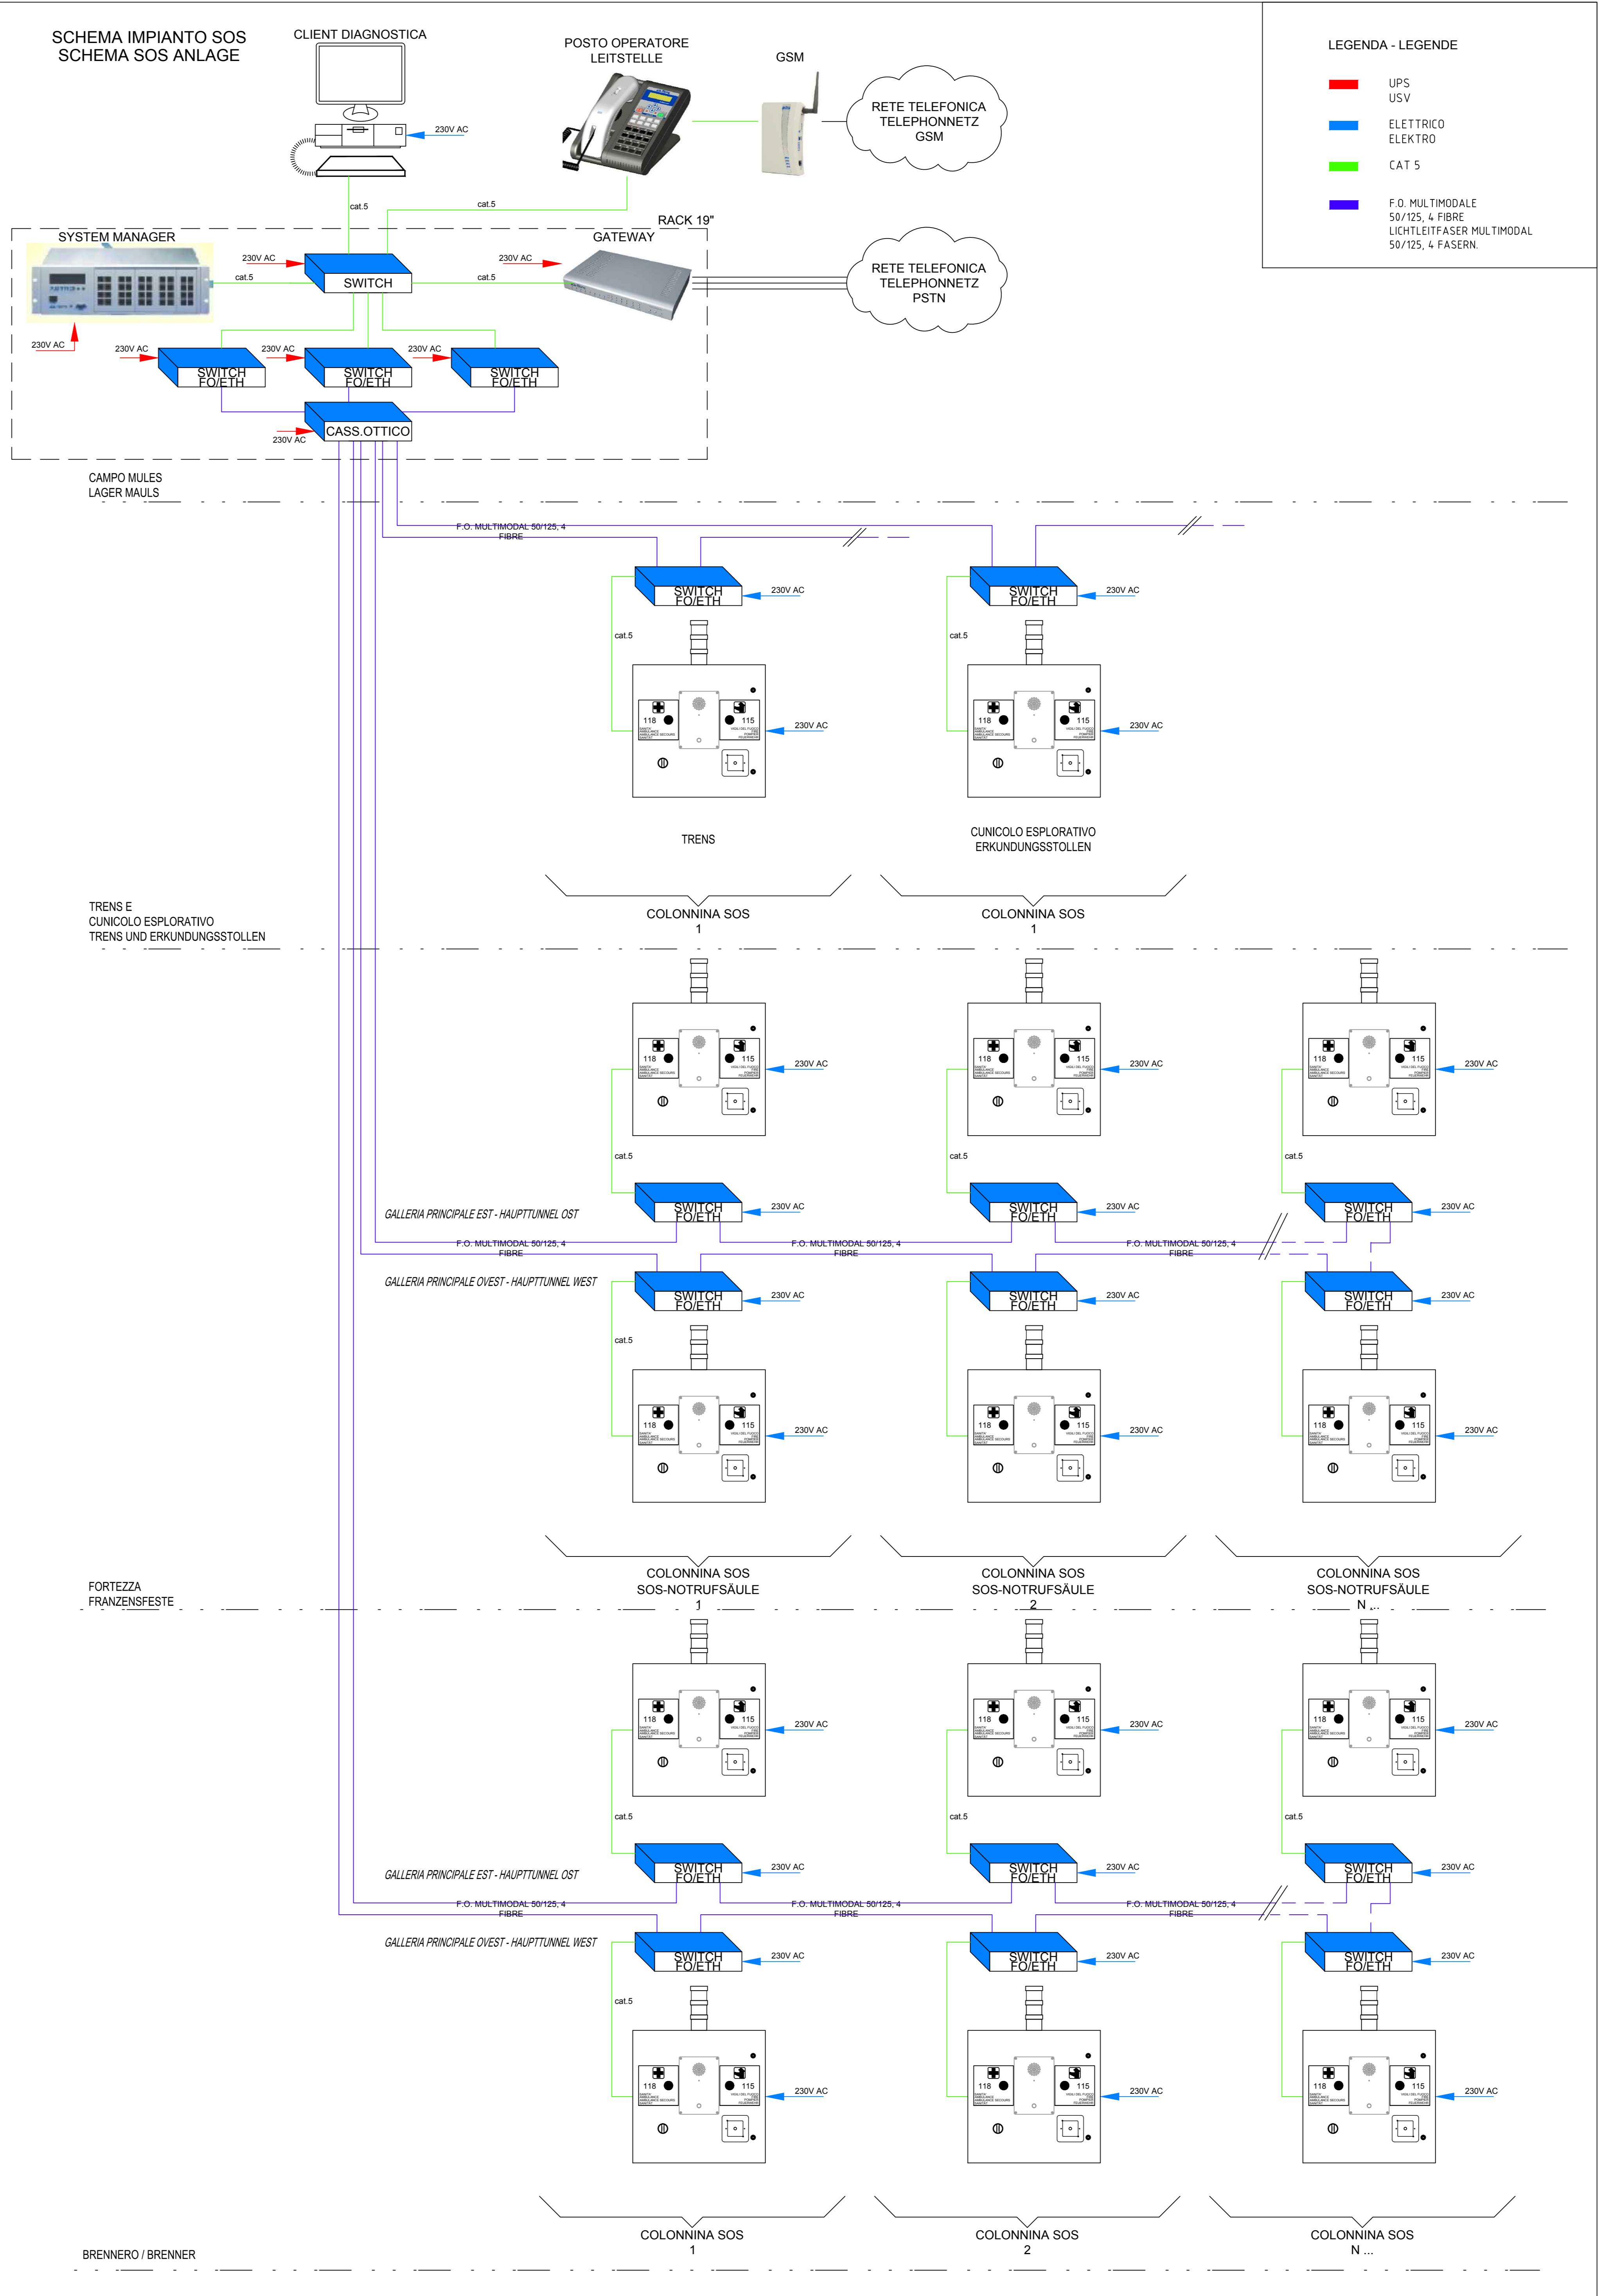 SCHEMA IMPIANTO SOS
SCHEMA SOS ANLAGE
CLIENT DIAGNOSTICA
230V AC
POSTO OPERATORE
LEITSTELLE
GSM
RETE TELEFONICA
TELEPHONNETZ
GSM
LEGENDA - LEGENDE
UPS
USV
ELETTRICO
ELEKTRO
CAT 5
F.O. MULTIMODALE
50/125, 4 FIBRE
LICHTLEITFASER MULTIMODAL
50/125, 4 FASERN.
cat.5
cat.5
RACK 19"
SYSTEM MANAGER
230V AC
cat.5
230V AC
SWITCH
cat.5
230V AC
GATEWAY
RETE TELEFONICA
TELEPHONNETZ
PSTN
230V AC
SWITCH
FO/ETH
230V AC
SWITCH
FO/ETH
230V AC
SWITCH
FO/ETH
230V AC
CASS.OTTICO
CAMPO MULES
LAGER MAULS
F.O. MULTIMODAL 50/125, 4
FIBRE
SWITCH
FO/ETH
230V AC
SWITCH
FO/ETH
230V AC
cat.5
cat.5
118
115
230V AC
118
115
230V AC
TRENS
CUNICOLO ESPLORATIVO
ERKUNDUNGSSTOLLEN
COLONNINA SOS
1
COLONNINA SOS
1
TRENS E
CUNICOLO ESPLORATIVO
TRENS UND ERKUNDUNGSSTOLLEN
118
115
230V AC
118
115
230V AC
118
115
230V AC
cat.5
cat.5
cat.5
GALLERIA PRINCIPALE EST - HAUPTTUNNEL OST
SWITCH
FO/ETH
230V AC
SWITCH
FO/ETH
230V AC
SWITCH
FO/ETH
230V AC
F.O. MULTIMODAL 50/125, 4
FIBRE
F.O. MULTIMODAL 50/125, 4
FIBRE
F.O. MULTIMODAL 50/125, 4
FIBRE
GALLERIA PRINCIPALE OVEST - HAUPTTUNNEL WEST
SWITCH
FO/ETH
230V AC
SWITCH
FO/ETH
230V AC
SWITCH
FO/ETH
230V AC
cat.5
118
115
230V AC
118
115
230V AC
118
115
230V AC
COLONNINA SOS
SOS-NOTRUFSÄULE
1
COLONNINA SOS
SOS-NOTRUFSÄULE
2
COLONNINA SOS
SOS-NOTRUFSÄULE
N ...
FORTEZZA
FRANZENSFESTE
118
115
230V AC
118
115
230V AC
118
115
230V AC
cat.5
cat.5
cat.5
GALLERIA PRINCIPALE EST - HAUPTTUNNEL OST
SWITCH
FO/ETH
230V AC
SWITCH
FO/ETH
230V AC
SWITCH
FO/ETH
230V AC
F.O. MULTIMODAL 50/125, 4
FIBRE
F.O. MULTIMODAL 50/125, 4
FIBRE
F.O. MULTIMODAL 50/125, 4
FIBRE
GALLERIA PRINCIPALE OVEST - HAUPTTUNNEL WEST
SWITCH
FO/ETH
230V AC
SWITCH
FO/ETH
230V AC
SWITCH
FO/ETH
230V AC
cat.5
118
115
230V AC
118
115
230V AC
118
115
230V AC
COLONNINA SOS
1
COLONNINA SOS
2
COLONNINA SOS
N ...
BRENNERO / BRENNER